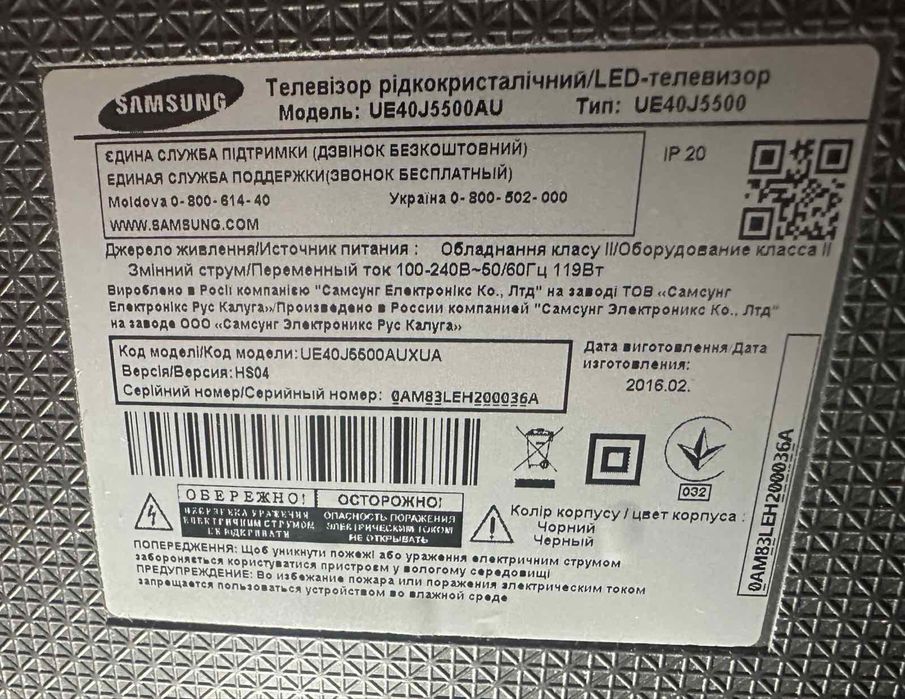 SAMSUNG
Телевізор рідкокристалічний/LED-телевизор
Модель: UE40J5500AU Тип: UE40J5500
ЄДИНА СЛУЖБА ПІДТРИМКИ (ДЗВІНОК БЕЗКОШТОВНИЙ)
ЕДИНАЯ СЛУЖБА ПОДДЕРЖКИ(ЗВОНОК БЕСПЛАТНЫЙ)
Moldova 0-800-614-40 Україна 0-800-502-000
WWW.SAMSUNG.COM
IP 20
Джерело живлення/Источник питания : Обладнання класу II/Оборудование класса II
Змінний струм/Переменный ток 100-240В~50/60Гц 119Вт
Вироблено в Росії компанією "Самсунг Електронікс Ко., Лтд" на заводі ТОВ «Самсунг
Електронікс Рус Калуга»/Произведено в России компанией "Самсунг Электроникс Ко., Лтд"
на заводе ООО «Самсунг Электроникс Рус Калуга»
Код моделі/Код модели: UE40J5500AUXUA
Версія/Версия: HS04
Серійний номер/Серийный номер: 0AM83LEH200036A
Дата виготовлення/Дата
изготовления:
2016.02.
032
ОБЕРЕЖНО!
НЕБЕЗПЕКА УРАЖЕННЯ
ЕЛЕКТРИЧНИМ СТРУМОМ
НЕ ВІДКРИВАТИ
ОСТОРОЖНО!
ОПАСНОСТЬ ПОРАЖЕНИЯ
ЭЛЕКТРИЧЕСКИМ ТОКОМ
НЕ ОТКРЫВАТЬ
Колір корпусу / цвет корпуса :
Чорний
Черный
0AM83LEH200036A
ПОПЕРЕДЖЕННЯ: Щоб уникнути пожежі або ураження електричним струмом
забороняється користуватися пристроєм у вологому середовищі
ПРЕДУПРЕЖДЕНИЕ: Во избежание пожара или поражения электрическим током
запрещается пользоваться устройством во влажной среде